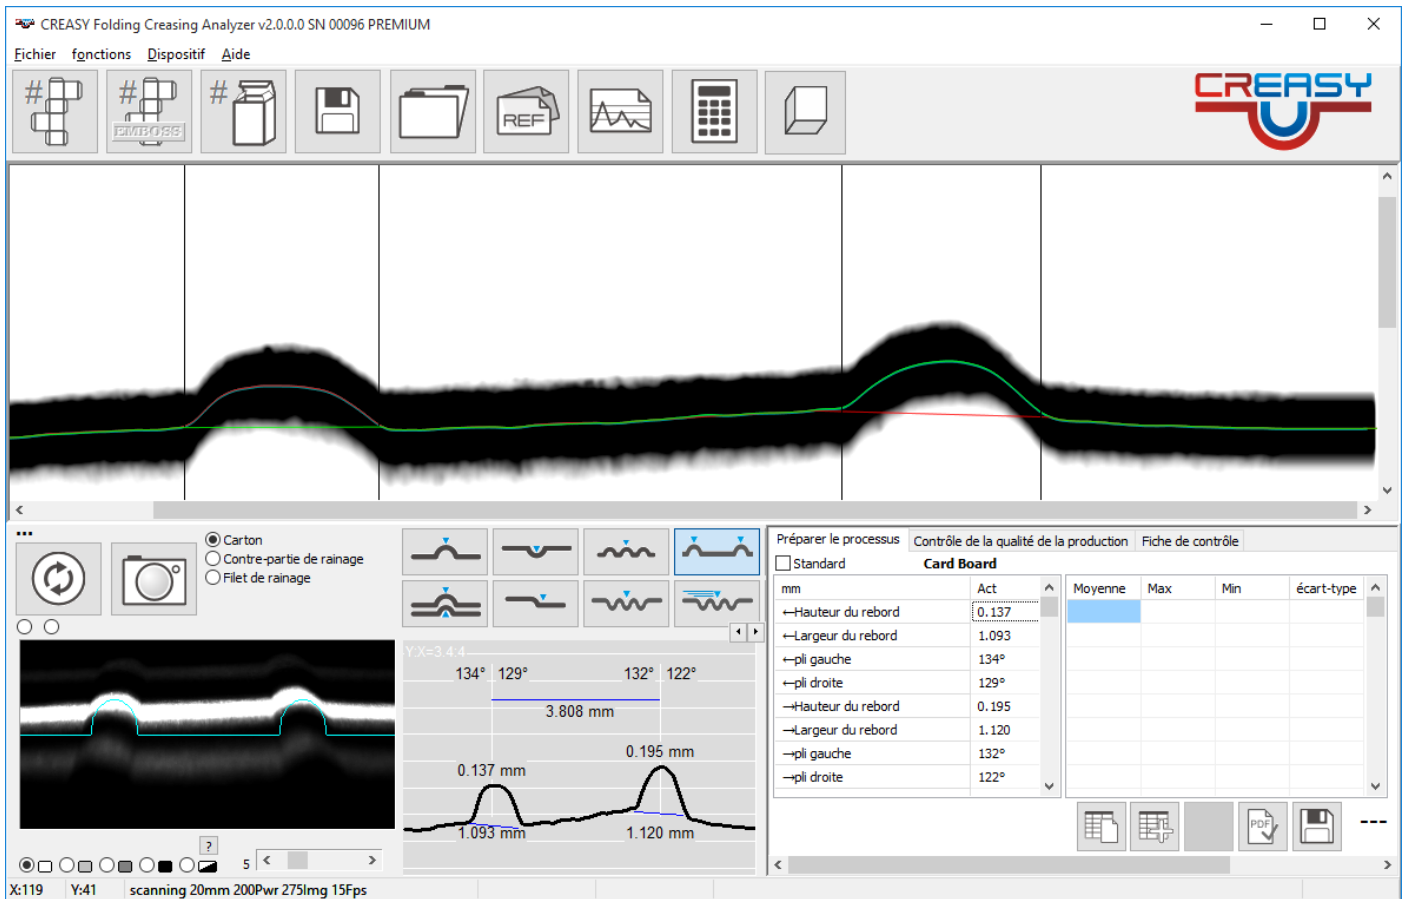 CREASY Folding Creasing Analyzer v2.0.0.0 SN 00096 PREMIUM
Fichier fonctions Dispositif Aide
#
#
EMBOSS
#
REF
CREASY
...
Carton
Contre-partie de rainage
Filet de rainage
?
5
Y:X=3.4:4
134° 129° 132° 122°
3.808 mm
0.195 mm
0.137 mm
1.093 mm 1.120 mm
Préparer le processus Contrôle de la qualité de la production Fiche de contrôle
Standard Card Board
mm Act Moyenne Max Min écart-type
←Hauteur du rebord 0.137
←Largeur du rebord 1.093
←pli gauche 134°
←pli droite 129°
→Hauteur du rebord 0.195
→Largeur du rebord 1.120
→pli gauche 132°
→pli droite 122°
PDF
---
X:119 Y:41 scanning 20mm 200Pwr 275Img 15Fps